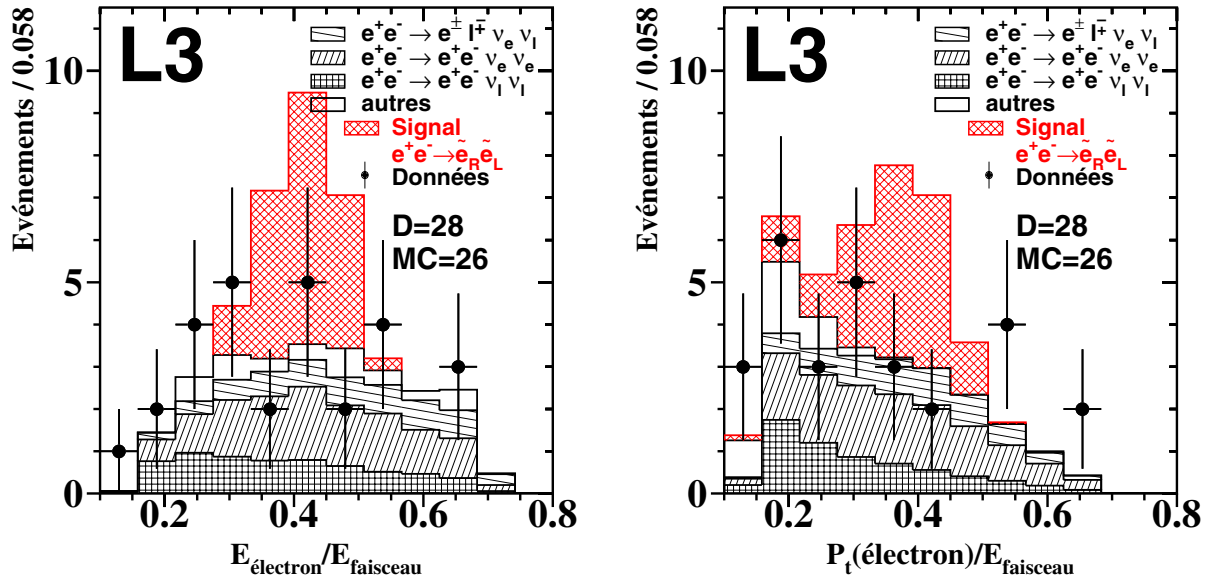 L3
e⁺e⁻ → e± l∓ νe νl
e⁺e⁻ → e⁺e⁻ νe νe
e⁺e⁻ → e⁺e⁻ νl νl
autres
Signal
e⁺e⁻→ẽRẽL
Données
D=28
MC=26
Evénements / 0.058
10
5
0
0.2 0.4 0.6 0.8
Eélectron/Efaisceau
L3
e⁺e⁻ → e± l∓ νe νl
e⁺e⁻ → e⁺e⁻ νe νe
e⁺e⁻ → e⁺e⁻ νl νl
autres
Signal
e⁺e⁻→ẽRẽL
Données
D=28
MC=26
Evénements / 0.058
10
5
0
0.2 0.4 0.6 0.8
Pt(électron)/Efaisceau